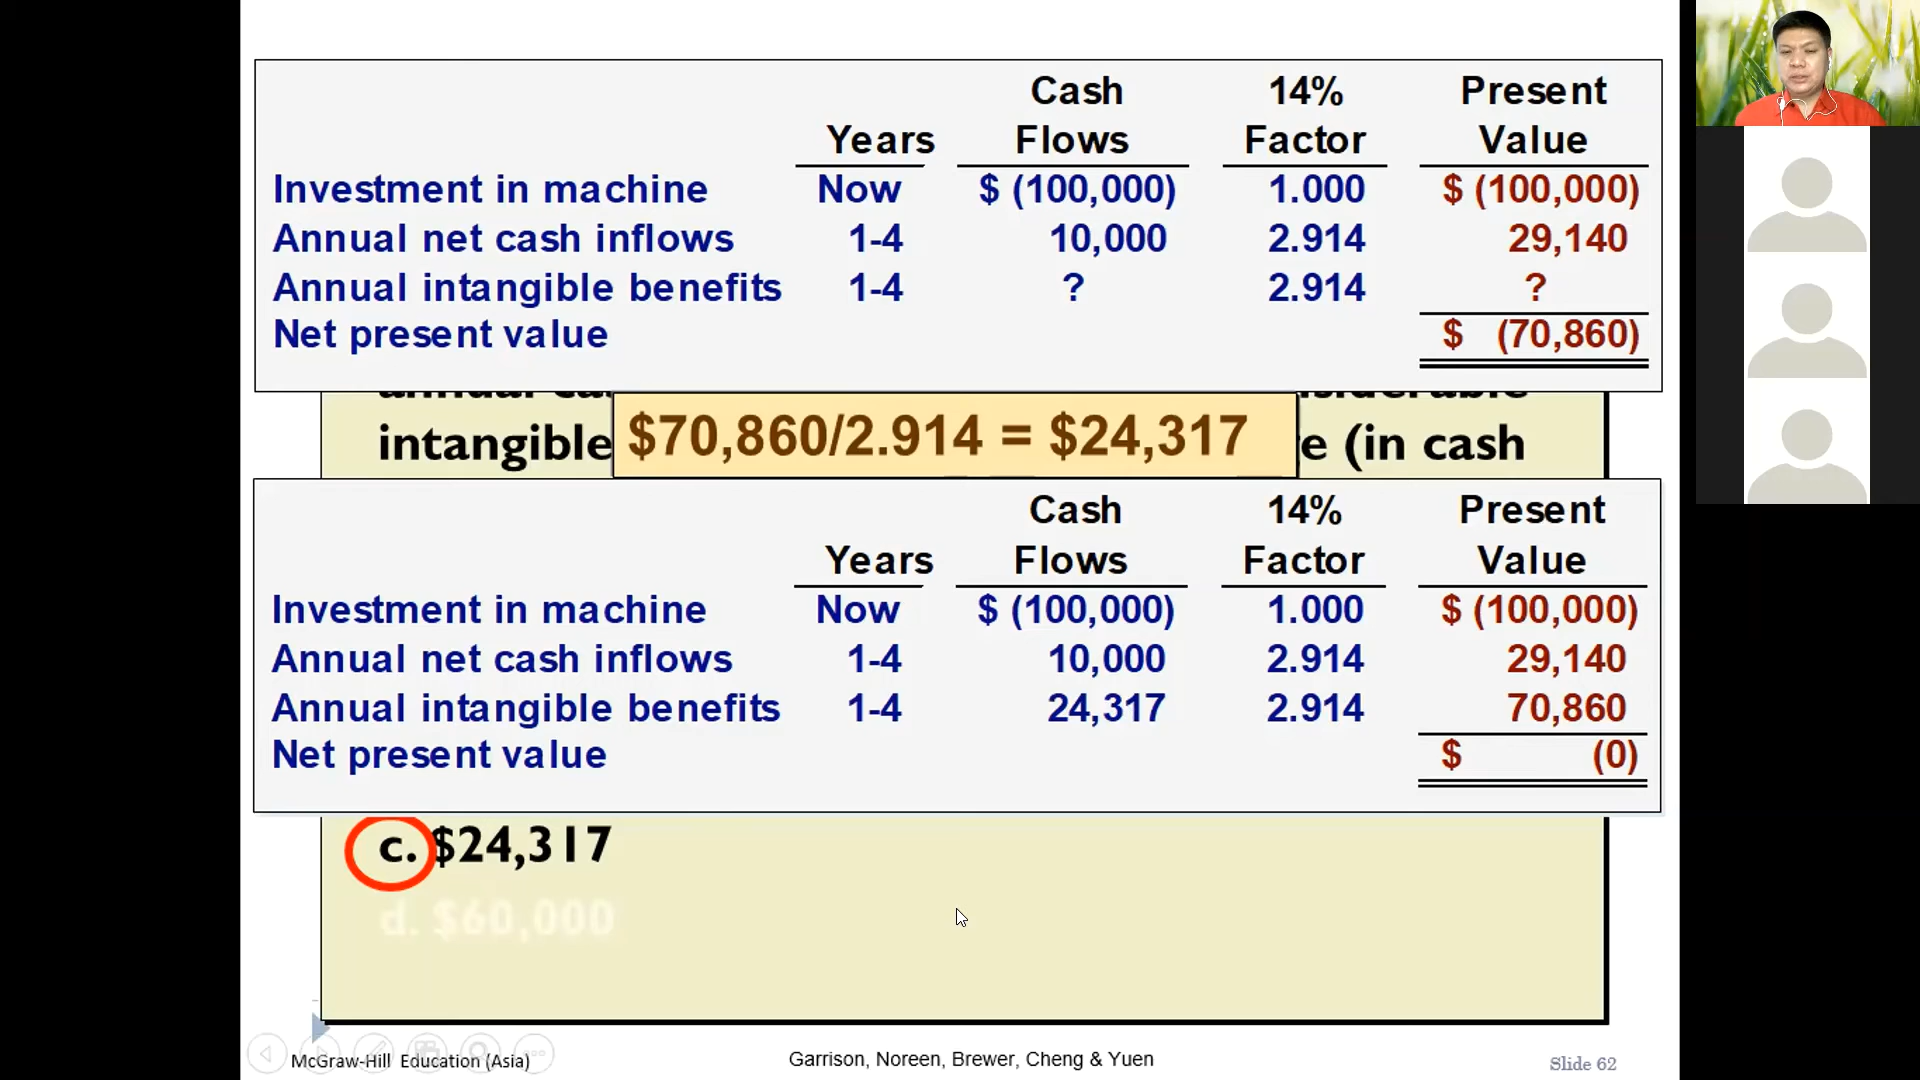 Cash 14% Present
Years Flows Factor Value
Investment in machine Now $ (100,000) 1.000 $ (100,000)
Annual net cash inflows 1-4 10,000 2.914 29,140
Annual intangible benefits 1-4 ? 2.914 ?
Net present value $ (70,860)
intangible $70,860/2.914 = $24,317 (in cash
Cash 14% Present
Years Flows Factor Value
Investment in machine Now $ (100,000) 1.000 $ (100,000)
Annual net cash inflows 1-4 10,000 2.914 29,140
Annual intangible benefits 1-4 24,317 2.914 70,860
Net present value $ (0)
c. $24,317
d. $60,000
McGraw-Hill Education (Asia) Garrison, Noreen, Brewer, Cheng & Yuen Slide 62